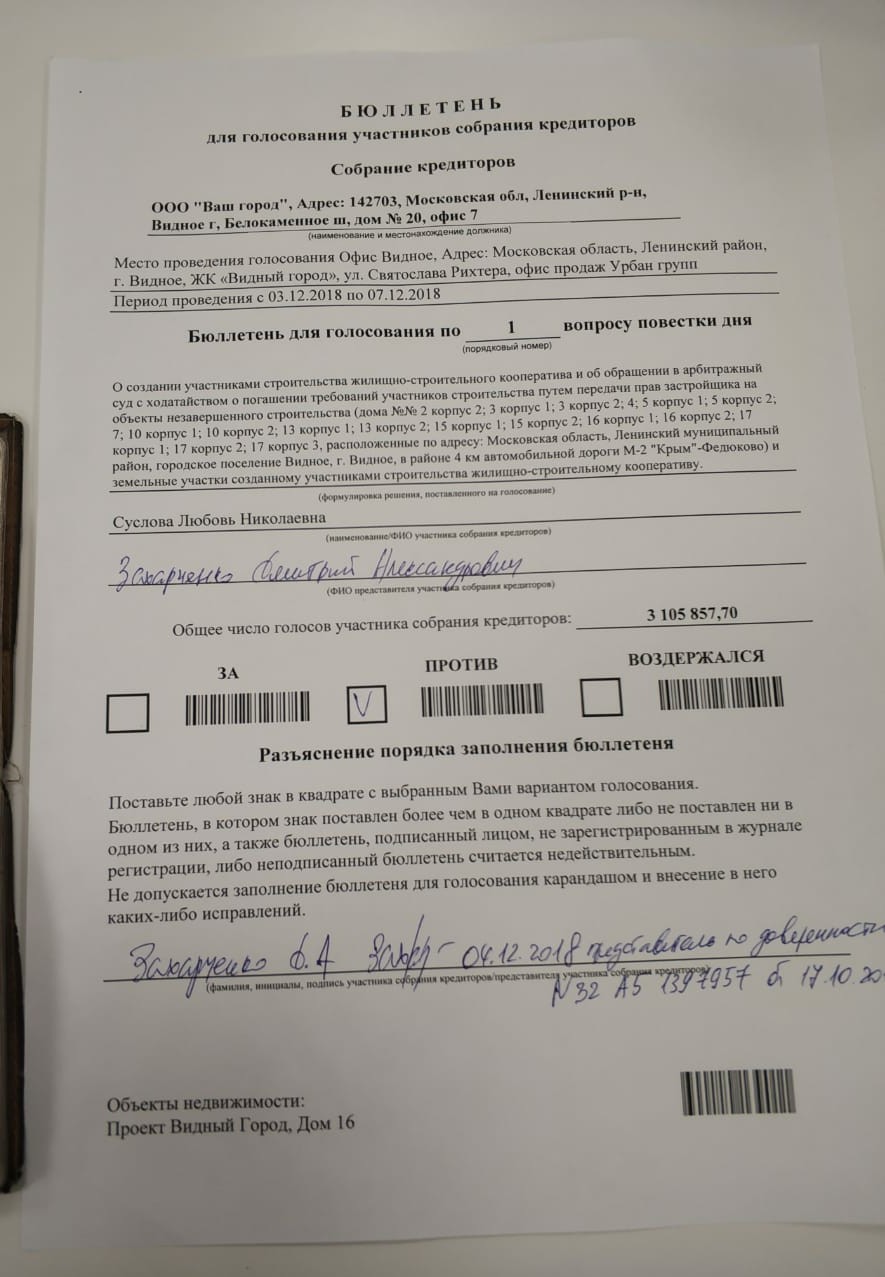 БЮЛЛЕТЕНЬ
для голосования участников собрания кредиторов
Собрание кредиторов
ООО "Ваш город", Адрес: 142703, Московская обл, Ленинский р-н,
Видное г, Белокаменное ш, дом № 20, офис 7
(наименование и местонахождение должника)
Место проведения голосования Офис Видное, Адрес: Московская область, Ленинский район,
г. Видное, ЖК «Видный город», ул. Святослава Рихтера, офис продаж Урбан групп
Период проведения с 03.12.2018 по 07.12.2018
Бюллетень для голосования по 1 вопросу повестки дня
(порядковый номер)
О создании участниками строительства жилищно-строительного кооператива и об обращении в арбитражный
суд с ходатайством о погашении требований участников строительства путем передачи прав застройщика на
объекты незавершенного строительства (дома №№ 2 корпус 2; 3 корпус 1; 3 корпус 2; 4; 5 корпус 1; 5 корпус 2;
7; 10 корпус 1; 10 корпус 2; 13 корпус 1; 13 корпус 2; 15 корпус 1; 15 корпус 2; 16 корпус 1; 16 корпус 2; 17
корпус 1; 17 корпус 2; 17 корпус 3, расположенные по адресу: Московская область, Ленинский муниципальный
район, городское поселение Видное, г. Видное, в районе 4 км автомобильной дороги М-2 "Крым"-Федюково) и
земельные участки созданному участниками строительства жилищно-строительному кооперативу.
(формулировка решения, поставленного на голосование)
Суслова Любовь Николаевна
(наименование/ФИО участника собрания кредиторов)
Захарченко Дмитрий Александрович
(ФИО представителя участника собрания кредиторов)
Общее число голосов участника собрания кредиторов: 3 105 857,70
ЗА ПРОТИВ ВОЗДЕРЖАЛСЯ
V
Разъяснение порядка заполнения бюллетеня
Поставьте любой знак в квадрате с выбранным Вами вариантом голосования.
Бюллетень, в котором знак поставлен более чем в одном квадрате либо не поставлен ни в
одном из них, а также бюллетень, подписанный лицом, не зарегистрированным в журнале
регистрации, либо неподписанный бюллетень считается недействительным.
Не допускается заполнение бюллетеня для голосования карандашом и внесение в него
каких-либо исправлений.
Захарченко Д.А 04.12.2018 представитель по доверенности
(фамилия, инициалы, подпись участника собрания кредиторов/представителя участника собрания кредиторов)
N32 АБ 1397957 от 17.10.20
Объекты недвижимости:
Проект Видный Город, Дом 16